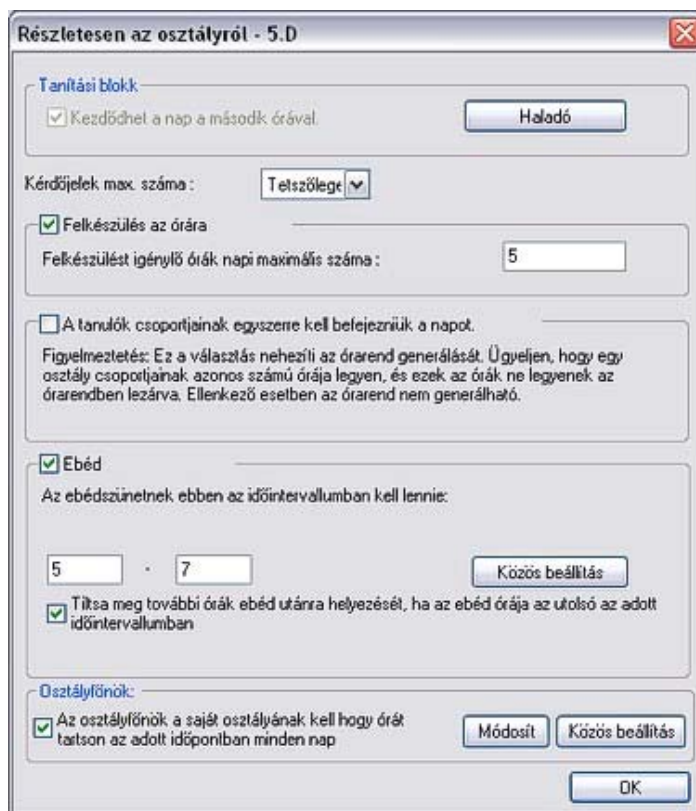 Részletesen az osztályról - 5.D
Tanítási blokk
Kezdődhet a nap a második órával.
Haladó
Kérdőjelek max. száma :
Tetszőlege
Felkészülés az órára
Felkészülést igénylő órák napi maximális száma :
5
A tanulók csoportjainak egyszerre kell befejezniük a napot.
Figyelmeztetés: Ez a választás nehezíti az órarend generálását. Ügyeljen, hogy egy
osztály csoportjainak azonos számú órája legyen, és ezek az órák ne legyenek az
órarendben lezárva. Ellenkező esetben az órarend nem generálható.
Ebéd
Az ebédszünetnek ebben az időintervallumban kell lennie:
5 - 7
Közös beállítás
Tiltsa meg további órák ebéd utánra helyezését, ha az ebéd órája az utolsó az adott
időintervallumban
Osztályfőnök:
Az osztályfőnök a saját osztályának kell hogy órát
tartson az adott időpontban minden nap
Módosít
Közös beállítás
OK